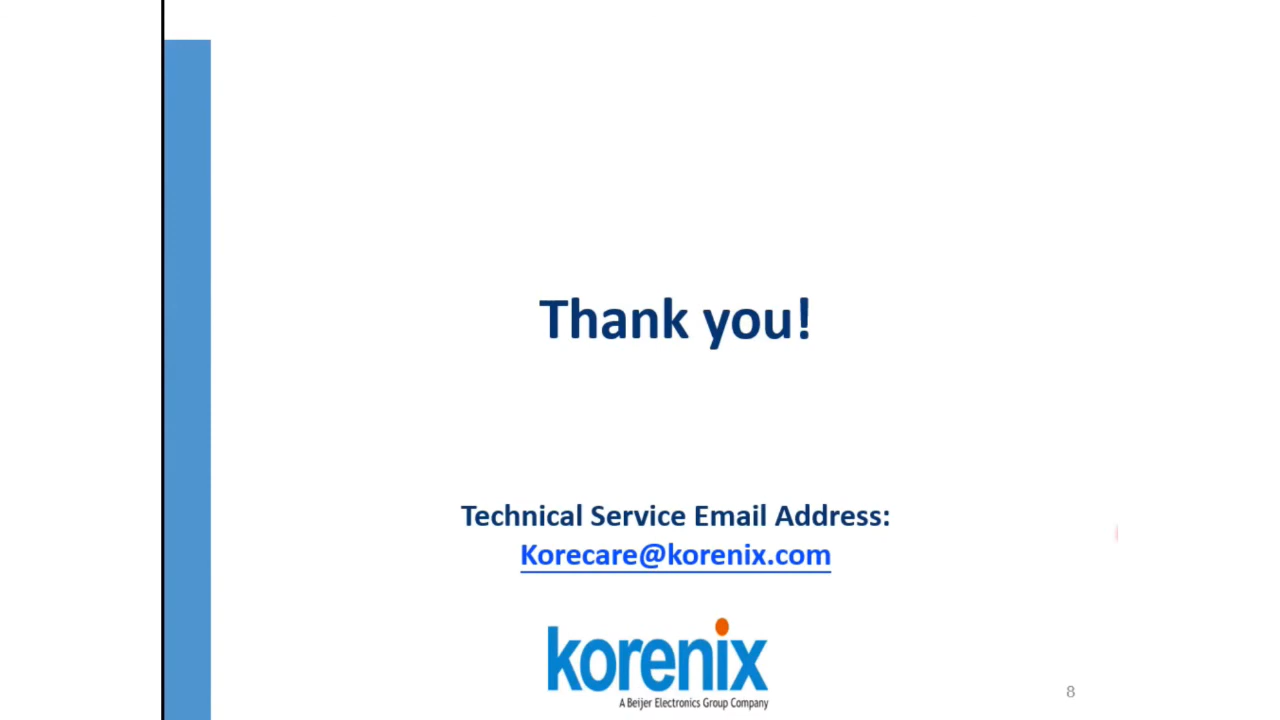 Thank you!
Technical Service Email Address:
Korecare@korenix.com
korenix
A Beijer Electronics Group Company
8